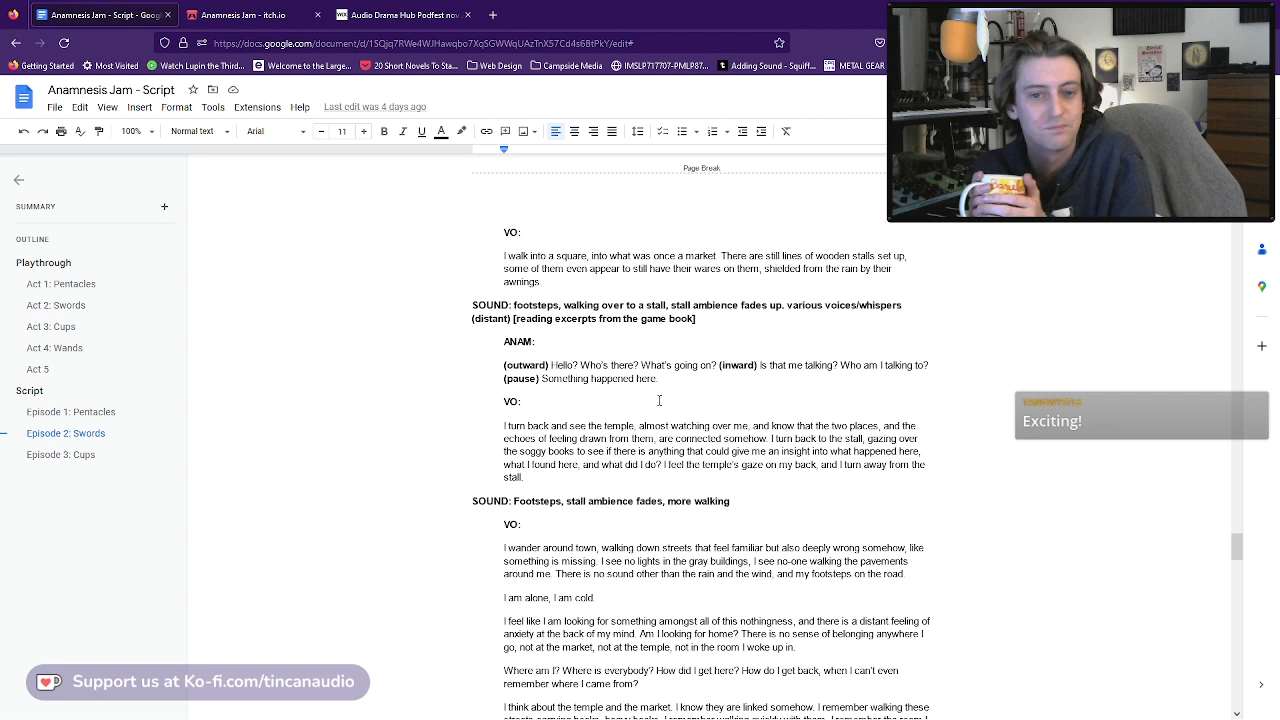 Anamnesis Jam - Script - Goog
Anamnesis Jam - itch.io
Audio Drama Hub Podfest nov
https://docs.google.com/document/d/1SQjq7RWe4WJHawqbo7XqSGWWqUAzTnXS7Cd4s6BtPkY/edit#
Getting Started
Most Visited
Watch Lupin the Third...
Welcome to the Large...
20 Short Novels To S...
Web Design
Campside Media
IMSLP717707-PMLP87...
Adding Sound - Squiff...
METAL GEAR
Anamnesis Jam - Script
File Edit View Insert Format Tools Extensions Help Last edit was 4 days ago
100% Normal text Arial 11
Page Break
SUMMARY
OUTLINE
Playthrough
Act 1: Pentacles
Act 2: Swords
Act 3: Cups
Act 4: Wands
Act 5
Script
Episode 1: Pentacles
Episode 2: Swords
Episode 3: Cups
VO:
I walk into a square, into what was once a market. There are still lines of wooden stalls set up,
some of them even appear to still have their wares on them, shielded from the rain by their
awnings.
SOUND: footsteps, walking over to a stall, stall ambience fades up. various voices/whispers
(distant) [reading excerpts from the game book]
ANAM:
(outward) Hello? Who's there? What's going on? (inward) Is that me talking? Who am I talking to?
(pause) Something happened here.
VO:
I turn back and see the temple, almost watching over me, and know that the two places, and the
echoes of feeling drawn from them, are connected somehow. I turn back to the stall, gazing over
the soggy books to see if there is anything that could give me an insight into what happened here,
what I found here, and what did I do? I feel the temple's gaze on my back, and I turn away from the
stall.
SOUND: Footsteps, stall ambience fades, more walking
VO:
I wander around town, walking down streets that feel familiar but also deeply wrong somehow, like
something is missing. I see no lights in the gray buildings, I see no-one walking the pavements
around me. There is no sound other than the rain and the wind, and my footsteps on the road.
I am alone, I am cold.
I feel like I am looking for something amongst all of this nothingness, and there is a distant feeling of
anxiety at the back of my mind. Am I looking for home? There is no sense of belonging anywhere I
go, not at the market, not at the temple, not in the room I woke up in.
Where am I? Where is everybody? How did I get here? How do I get back, when I can't even
remember where I came from?
I think about the temple and the market. I know they are linked somehow. I remember walking these
Exciting!
Support us at Ko-fi.com/tincanaudio